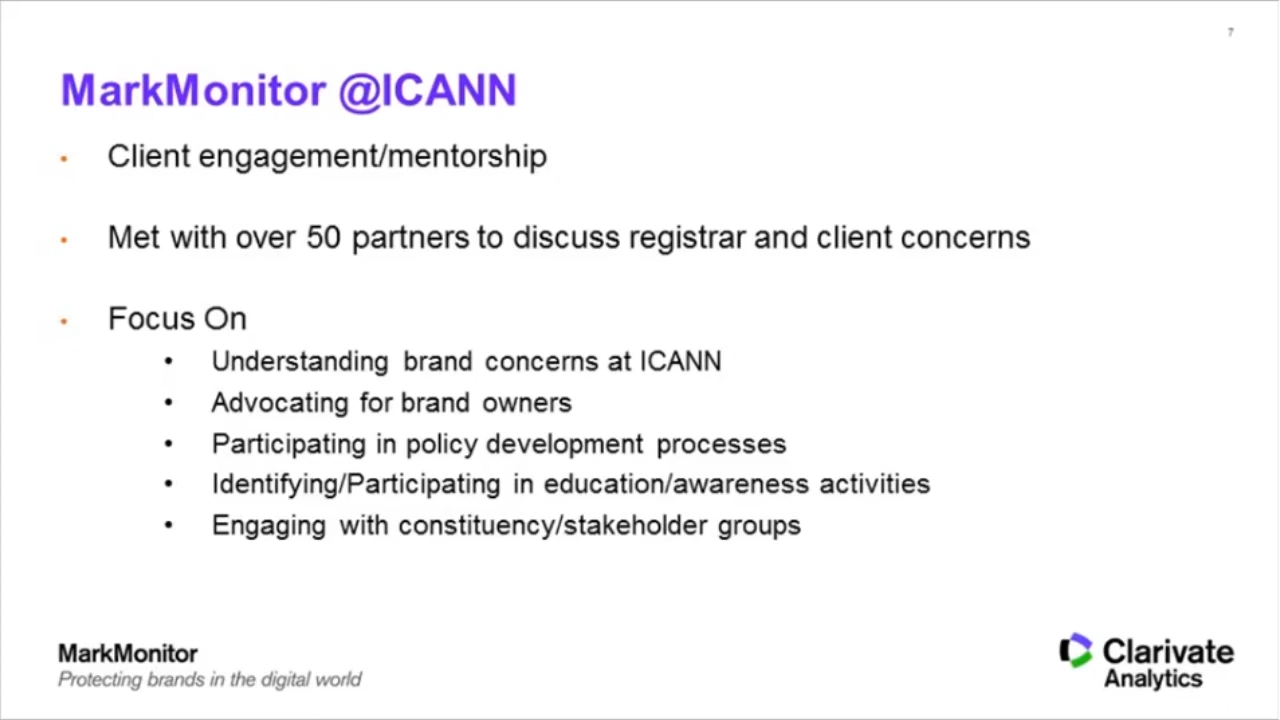 7
MarkMonitor @ICANN
• Client engagement/mentorship
• Met with over 50 partners to discuss registrar and client concerns
• Focus On
• Understanding brand concerns at ICANN
• Advocating for brand owners
• Participating in policy development processes
• Identifying/Participating in education/awareness activities
• Engaging with constituency/stakeholder groups
MarkMonitor
Protecting brands in the digital world
Clarivate
Analytics